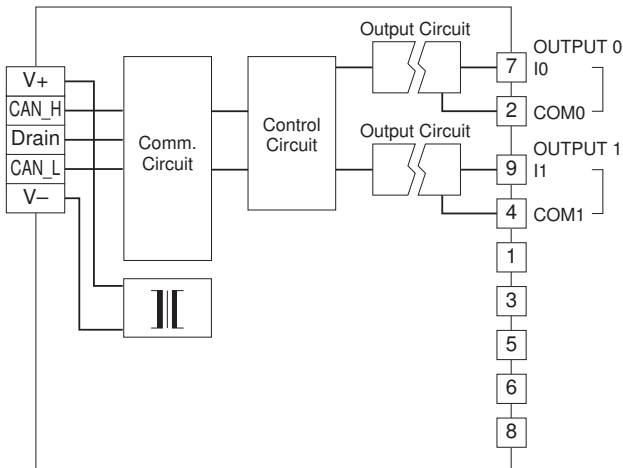 Output Circuit
OUTPUT 0
7
I0
V+
CAN_H
2
COM0
Drain
Comm.
Circuit
Control
Circuit
Output Circuit
OUTPUT 1
CAN_L
9
I1
V–
4
COM1
1
3
5
6
8